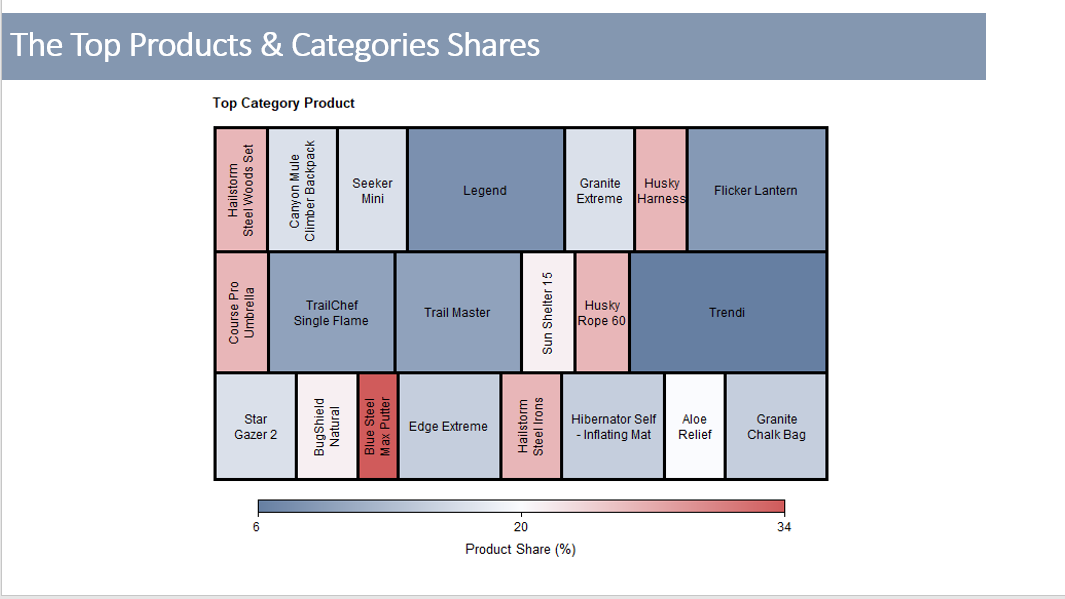 The Top Products & Categories Shares
Top Category Product
Hailstorm
Steel Woods Set
Canyon Mule
Climber Backpack
Seeker
Mini
Legend
Granite
Extreme
Husky
Harness
Flicker Lantern
Course Pro
Umbrella
TrailChef
Single Flame
Trail Master
Sun Shelter 15
Husky
Rope 60
Trendi
Star
Gazer 2
BugShield
Natural
Blue Steel
Max Putter
Edge Extreme
Hailstorm
Steel Irons
Hibernator Self
- Inflating Mat
Aloe
Relief
Granite
Chalk Bag
6
20
34
Product Share (%)